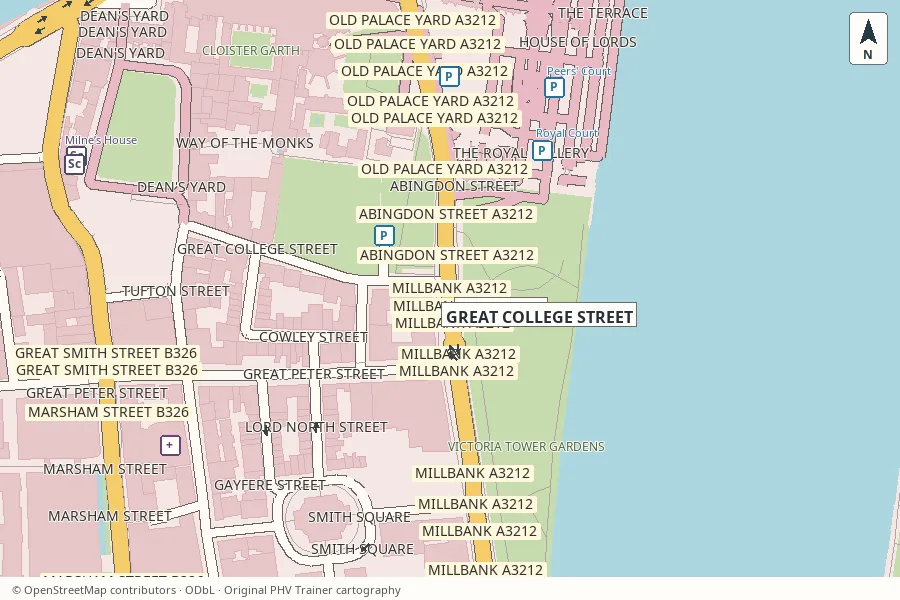 DEAN'S YARD
OLD PALACE YARD A3212
THE TERRACE
DEAN'S YARD
OLD PALACE YARD A3212
HOUSE OF LORDS
DEAN'S YARD
CLOISTER GARTH
OLD PALACE YARD A3212
P
Peers' Court
P
N
OLD PALACE YARD A3212
OLD PALACE YARD A3212
Milne's House
WAY OF THE MONKS
Royal Court
THE ROYAL
P
Sc
OLD PALACE YARD A3212
DEAN'S YARD
ABINGDON STREET
ABINGDON STREET A3212
P
GREAT COLLEGE STREET
ABINGDON STREET A3212
TUFTON STREET
MILLBANK A3212
GREAT COLLEGE STREET
COWLEY STREET
GREAT SMITH STREET B326
MILLBANK A3212
GREAT SMITH STREET B326
GREAT PETER STREET
MILLBANK A3212
GREAT PETER STREET
MARSHAM STREET B326
LORD NORTH STREET
VICTORIA TOWER GARDENS
MARSHAM STREET
MILLBANK A3212
GAYFERE STREET
MILLBANK A3212
MARSHAM STREET
SMITH SQUARE
MILLBANK A3212
SMITH SQUARE
MILLBANK A3212
© OpenStreetMap contributors · ODbL · Original PHV Trainer cartography